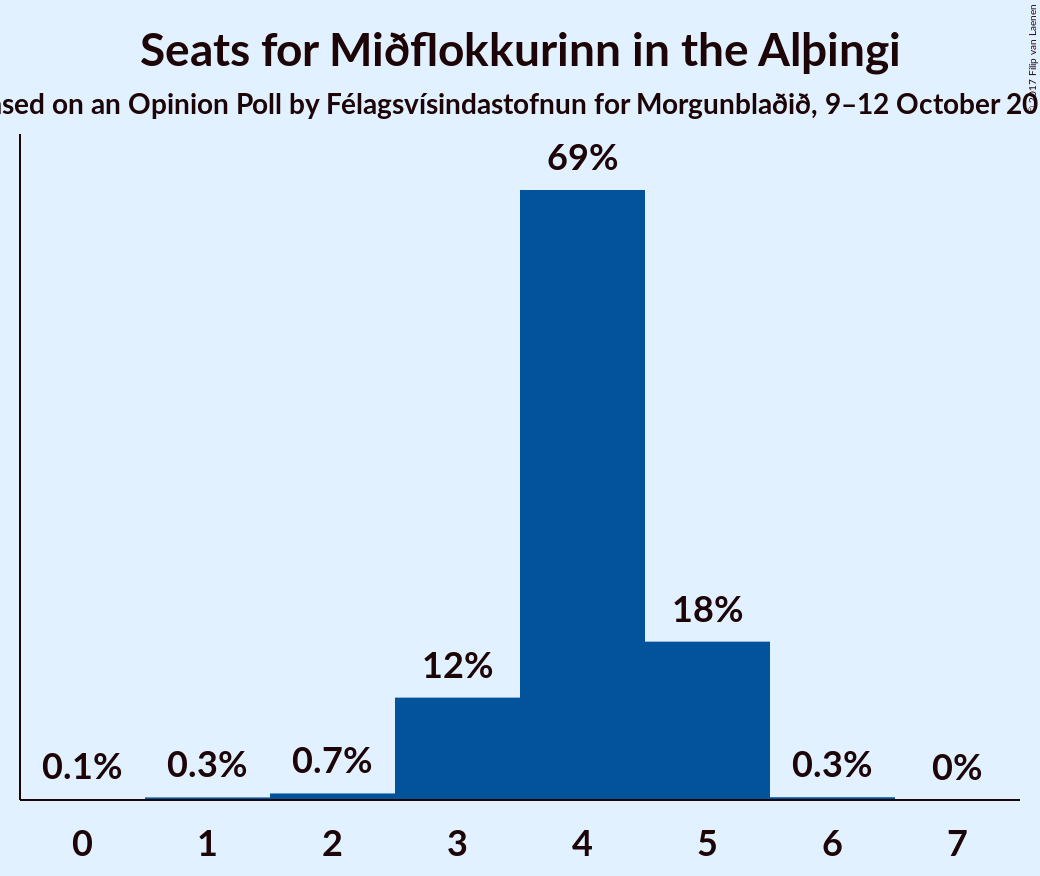 Seats for Miðflokkurinn in the Alþingi
on an Opinion Poll by Félagsvísindastofnun for Morgunblaðið, 9–12 October
© 2017 Filip van Laenen
69%
18%
12%
0.1% 0.3% 0.7% 0.3% 0%
0 1 2 3 4 5 6 7